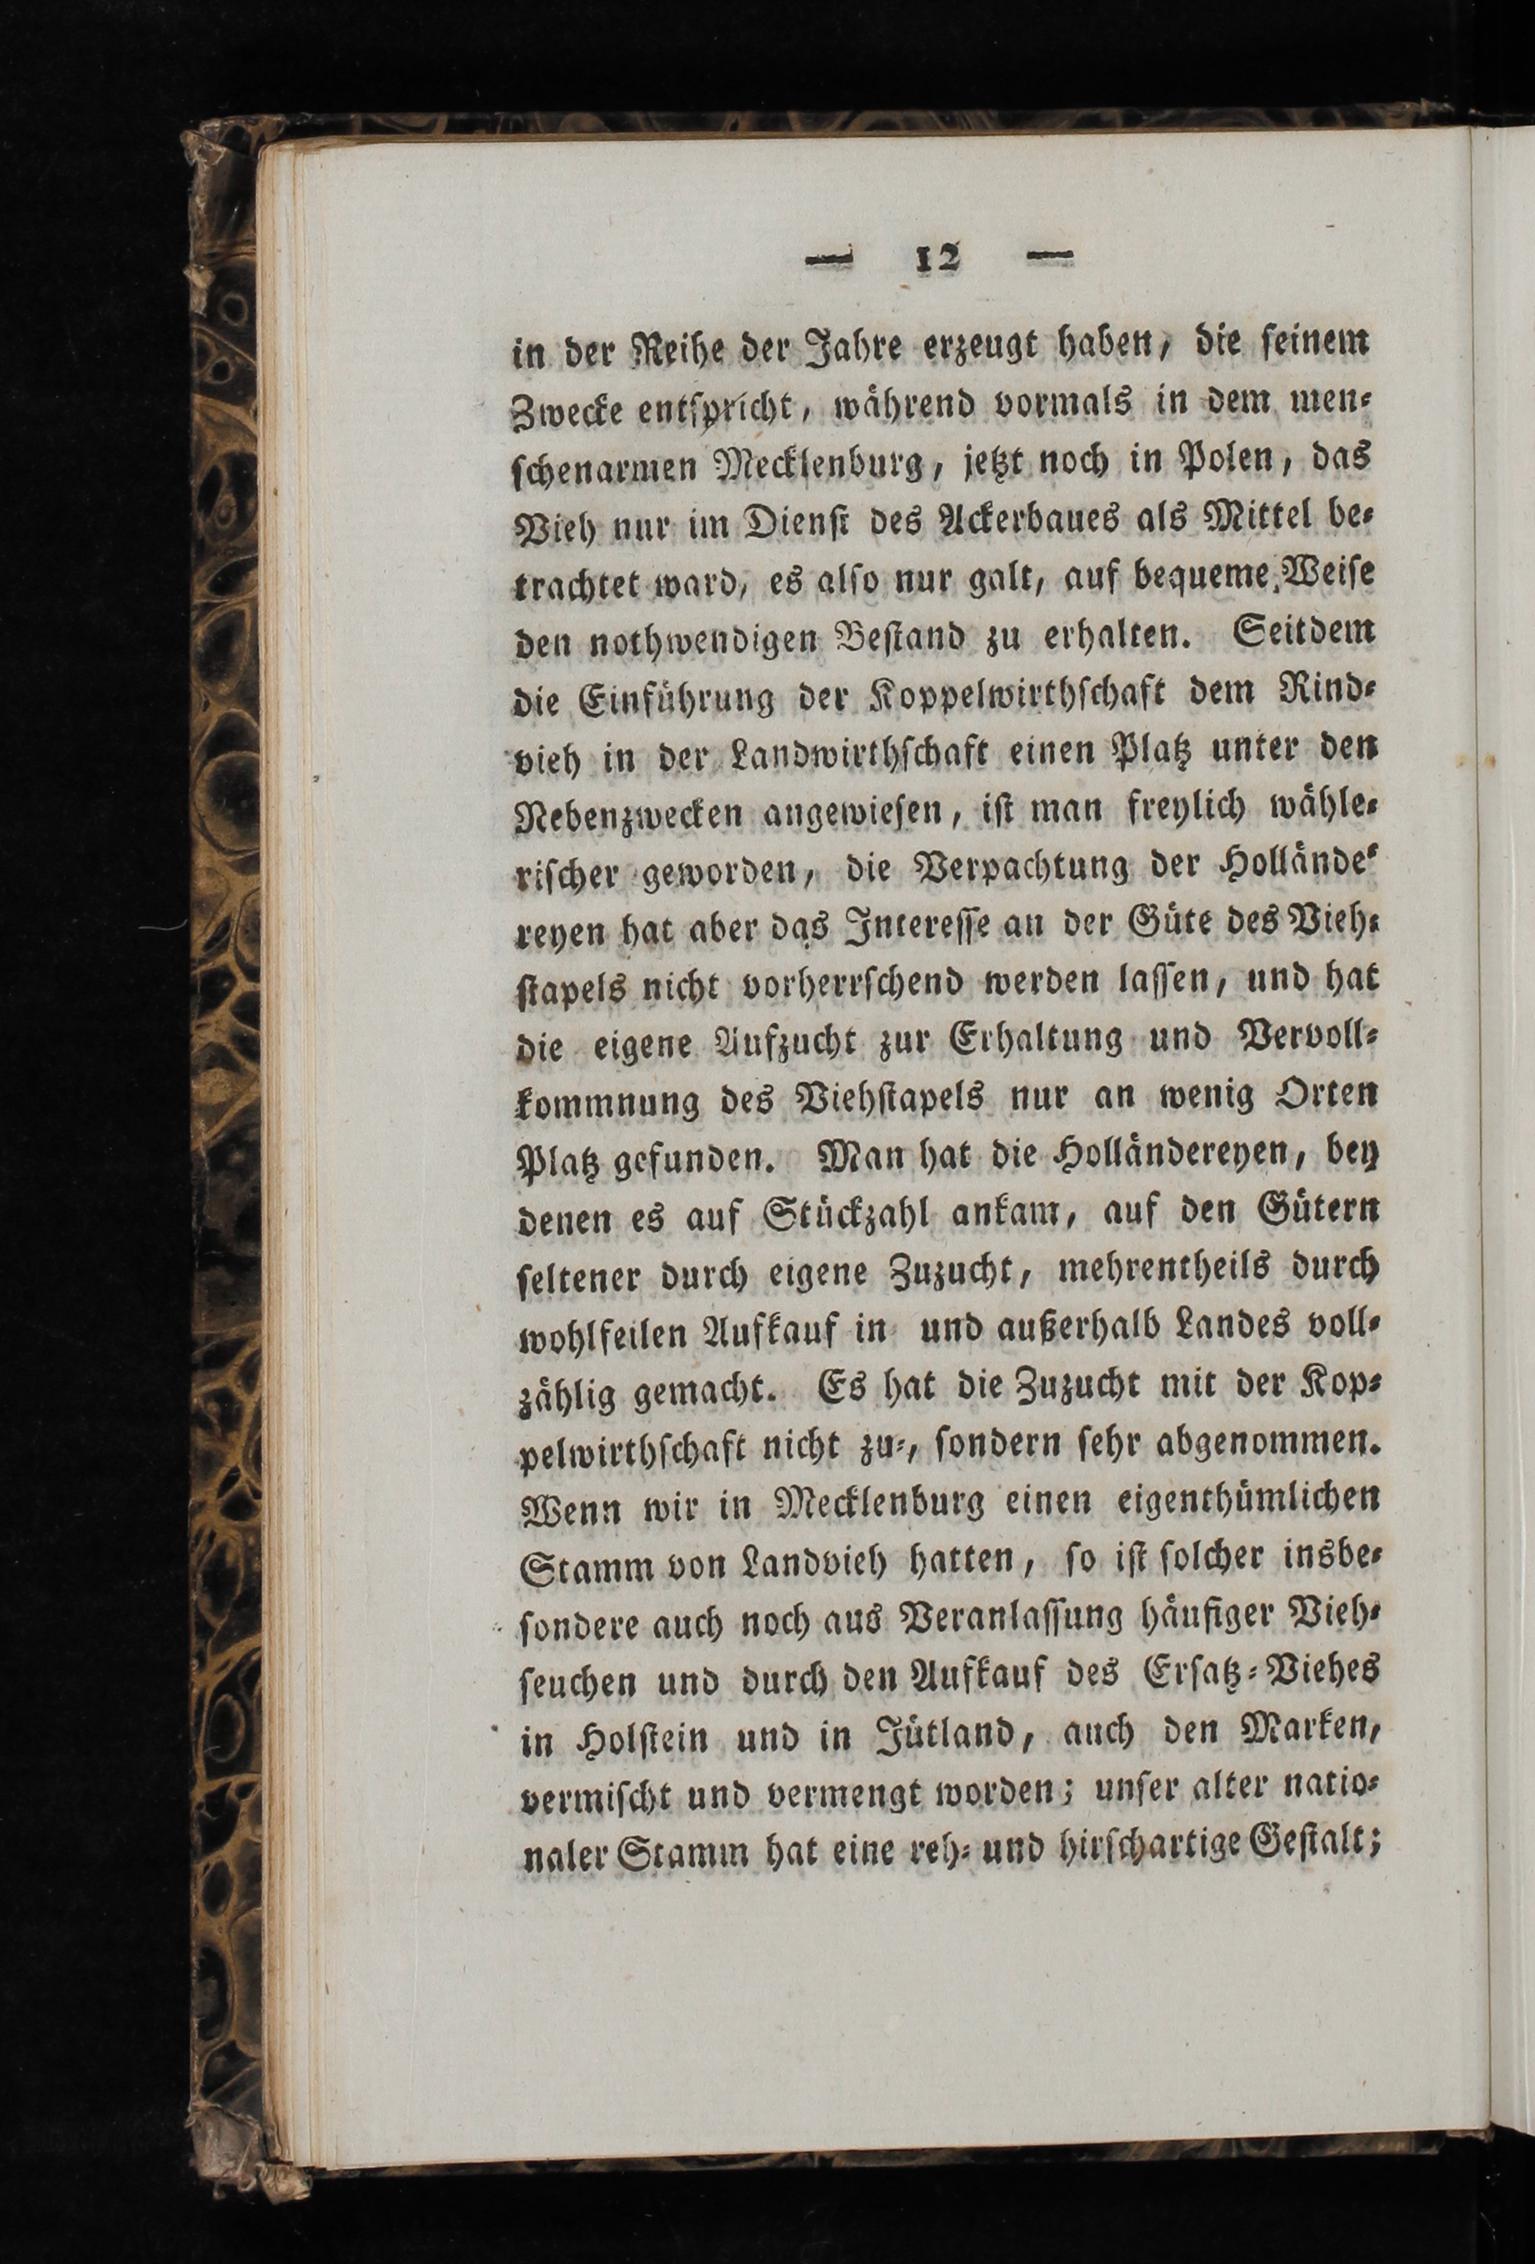 — 12 —
in der Reihe der Jahre erzeugt haben, die seinem
Zwecke entspricht, während vormals in dem men-
schenarmen Mecklenburg, jetzt noch in Polen, das
Vieh nur im Dienst des Ackerbaues als Mittel be-
trachtet ward, es also nur galt, auf bequeme Weise
den nothwendigen Bestand zu erhalten. Seitdem
die Einführung der Koppelwirthschaft dem Rind-
vieh in der Landwirthschaft einen Platz unter den
Nebenzwecken angewiesen, ist man freylich wähle-
rischer geworden, die Verpachtung der Hollände-
reyen hat aber das Interesse an der Güte des Vieh-
stapels nicht vorherrschend werden lassen, und hat
die eigene Aufzucht zur Erhaltung und Vervoll-
kommnung des Viehstapels nur an wenig Orten
Platz gefunden. Man hat die Holländereyen, bey
denen es auf Stückzahl ankam, auf den Gütern
seltener durch eigene Zuzucht, mehrentheils durch
wohlfeilen Aufkauf in und außerhalb Landes voll-
zählig gemacht. Es hat die Zuzucht mit der Kop-
pelwirthschaft nicht zu-, sondern sehr abgenommen.
Wenn wir in Mecklenburg einen eigenthümlichen
Stamm von Landvieh hatten, so ist solcher insbe-
sondere auch noch aus Veranlassung häufiger Vieh-
seuchen und durch den Aufkauf des Ersatz-Viehes
in Holstein und in Jütland, auch den Marken,
vermischt und vermengt worden; unser alter natio-
naler Stamm hat eine reh- und hirschartige Gestalt;